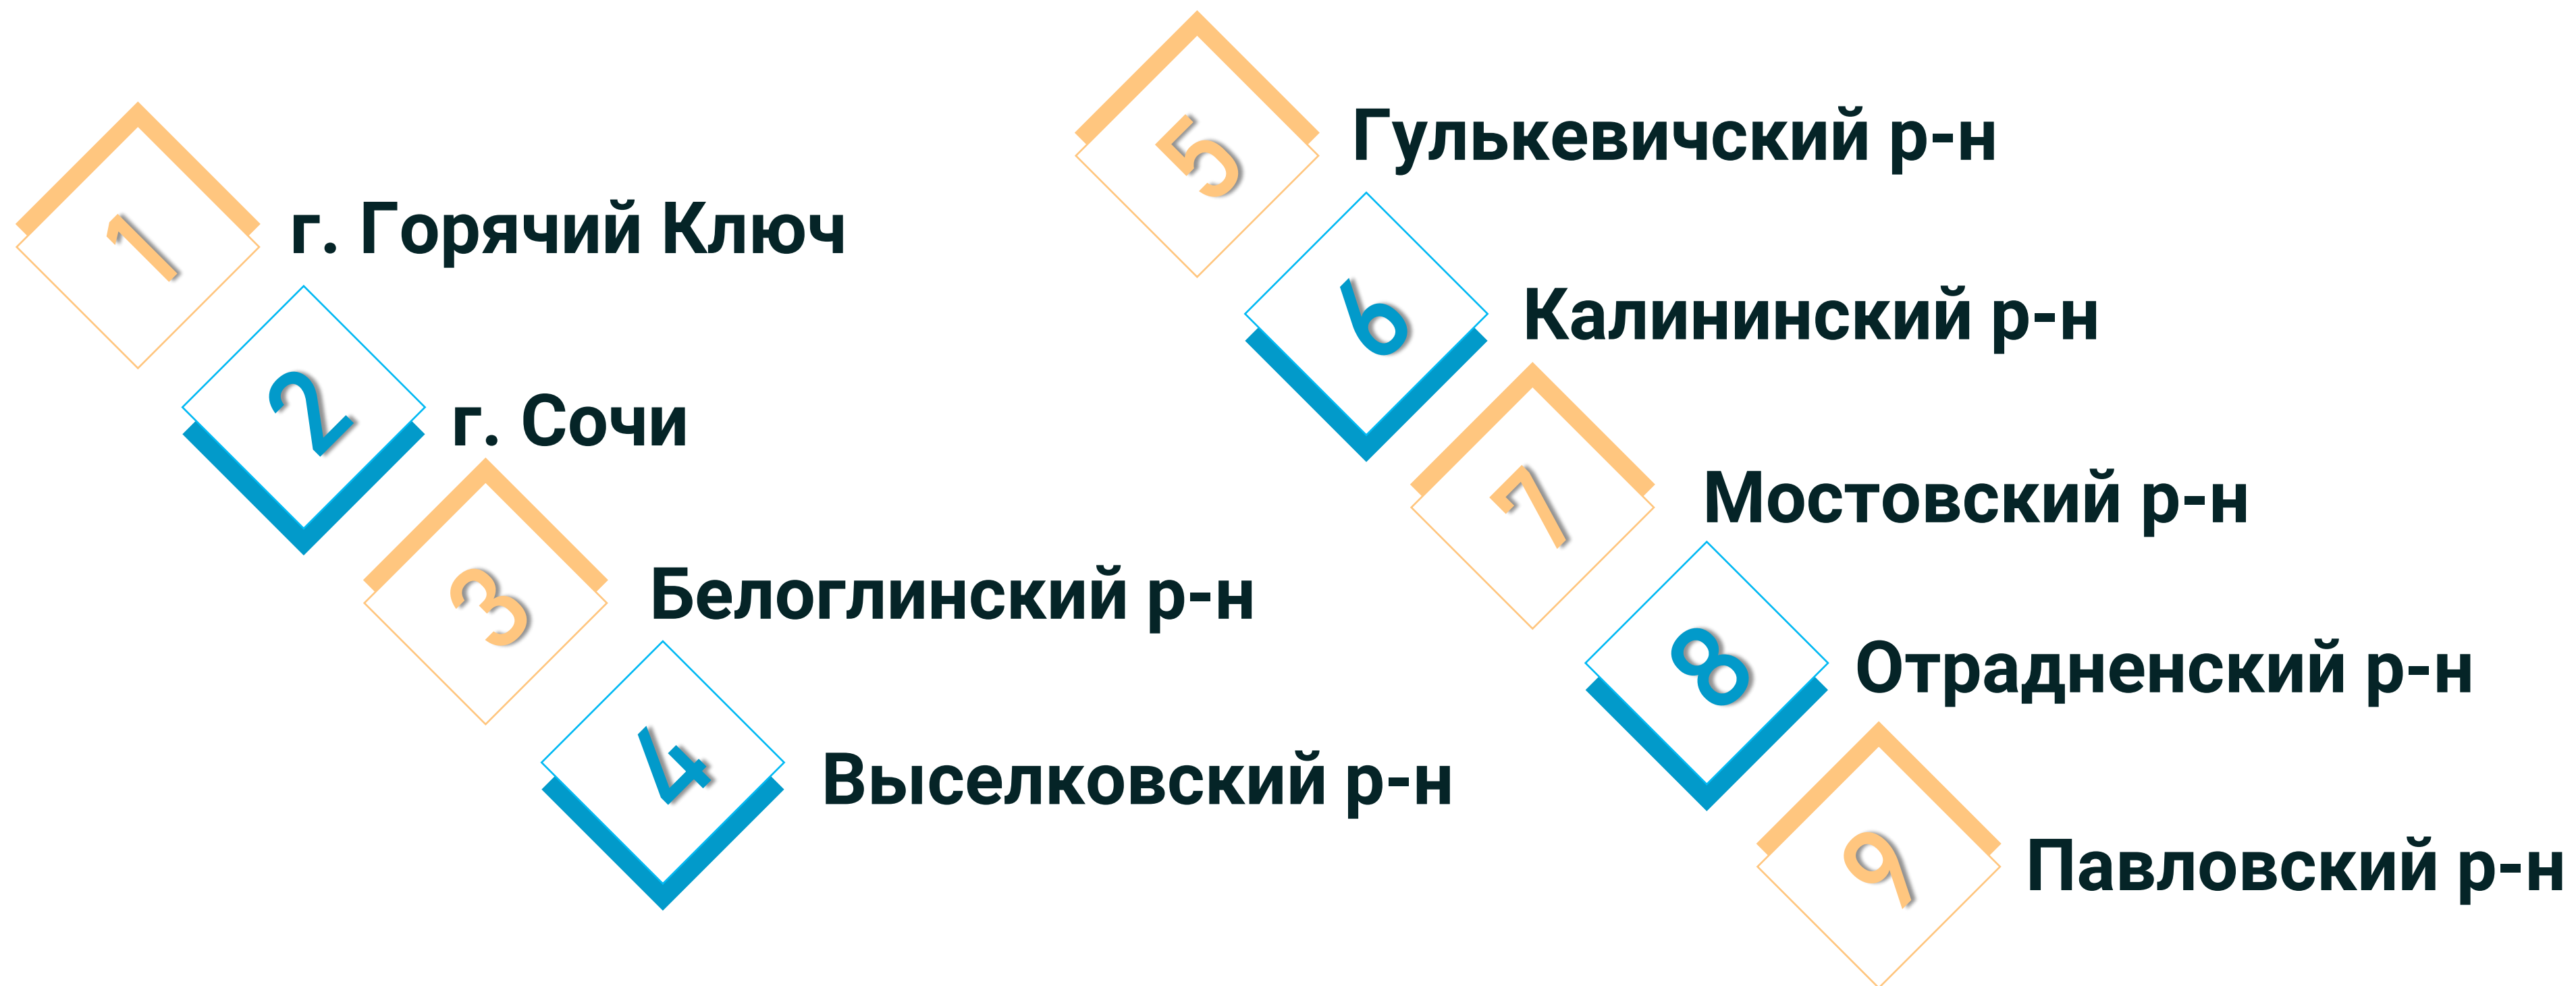 1
г. Горячий Ключ
2
г. Сочи
3
Белоглинский р-н
4
Выселковский р-н
5
Гулькевичский р-н
6
Калининский р-н
7
Мостовский р-н
8
Отрадненский р-н
9
Павловский р-н